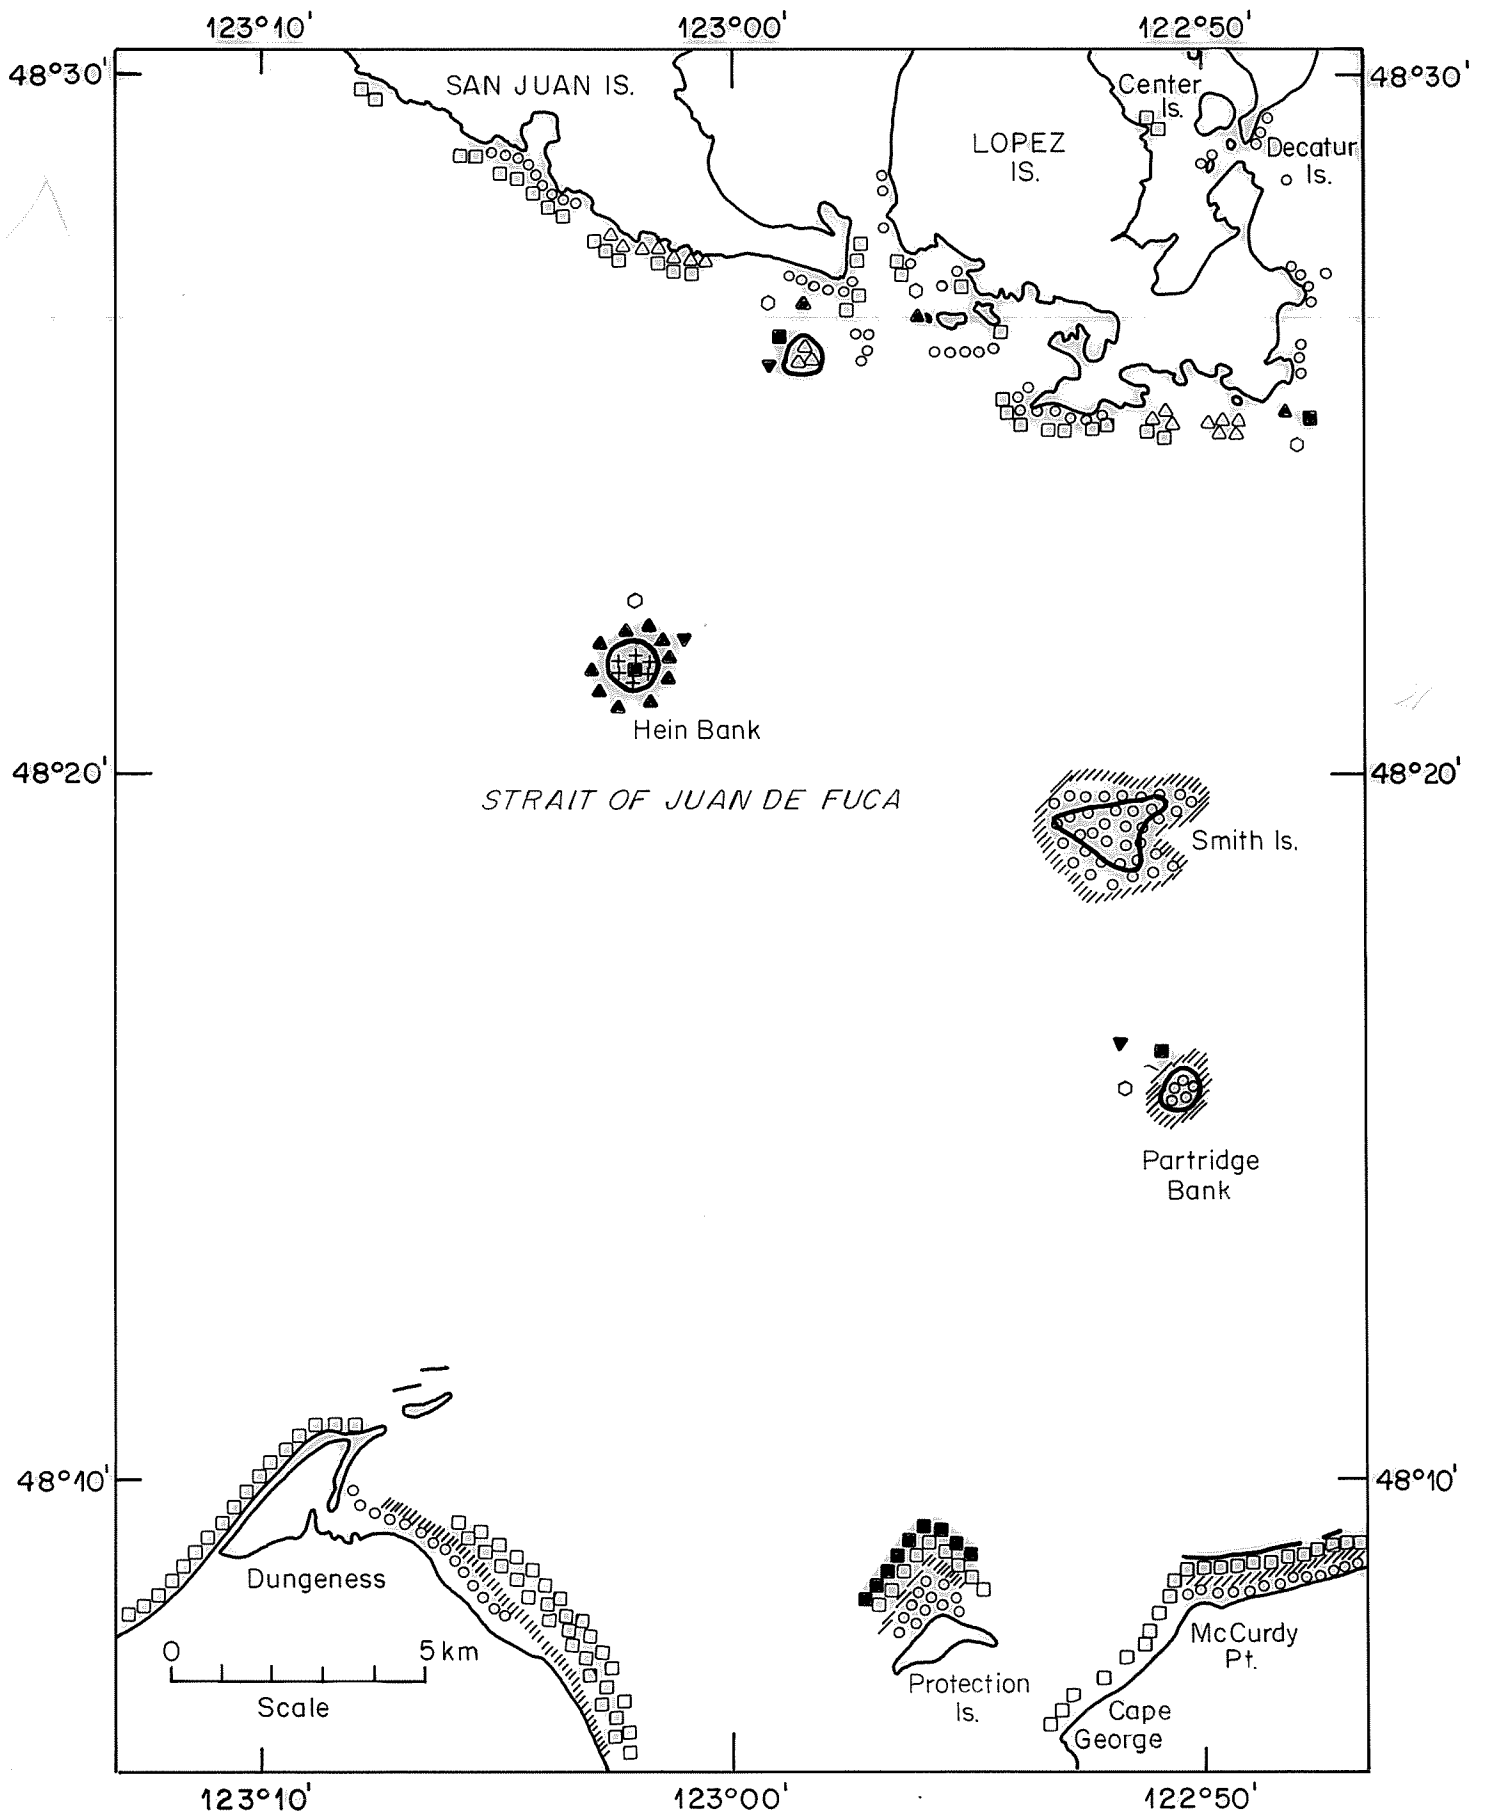 123°10' 123°00' 122°50'
48°30' 48°30'
SAN JUAN IS.
Center
Is.
LOPEZ
IS.
Decatur
Is.
Hein Bank
48°20' 48°20'
STRAIT OF JUAN DE FUCA
Smith Is.
Partridge
Bank
48°10' 48°10'
Dungeness
0 5 km
Scale
McCurdy
Pt.
Protection
Is.
Cape
George
123°10' 123°00' 122°50'